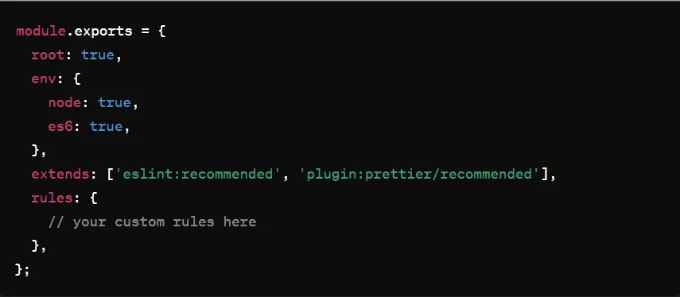 module.exports = {
  root: true,
  env: {
    node: true,
    es6: true,
  },
  extends: ['eslint:recommended', 'plugin:prettier/recommended'],
  rules: {
    // your custom rules here
  },
};